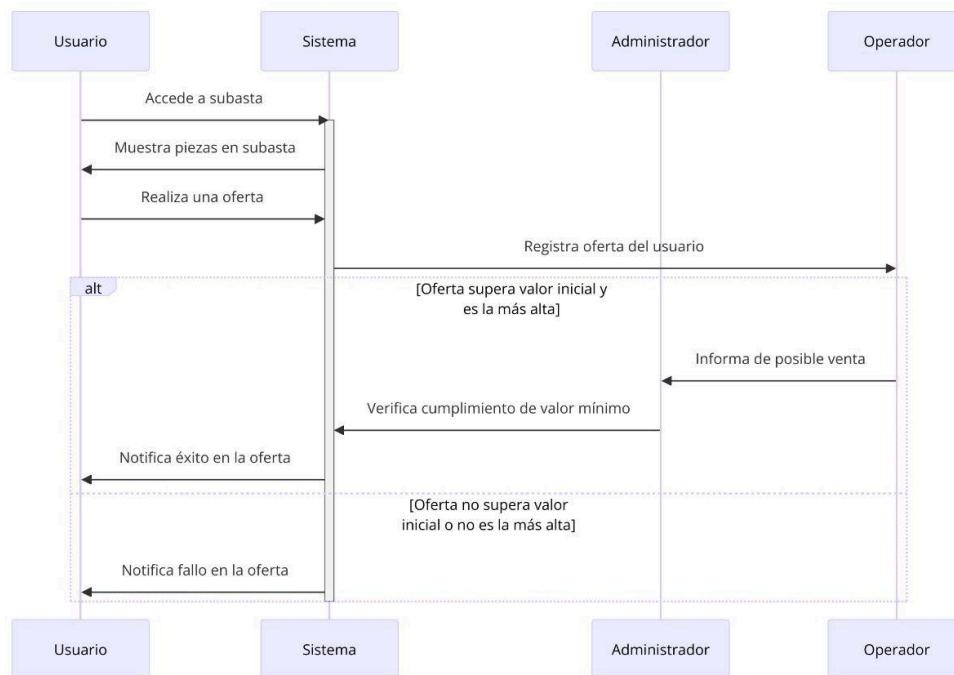 Usuario
Sistema
Administrador
Operador
Accede a subasta
Muestra piezas en subasta
Realiza una oferta
Registra oferta del usuario
alt
[Oferta supera valor inicial y
es la más alta]
Informa de posible venta
Verifica cumplimiento de valor mínimo
Notifica éxito en la oferta
[Oferta no supera valor
inicial o no es la más alta]
Notifica fallo en la oferta
Usuario
Sistema
Administrador
Operador